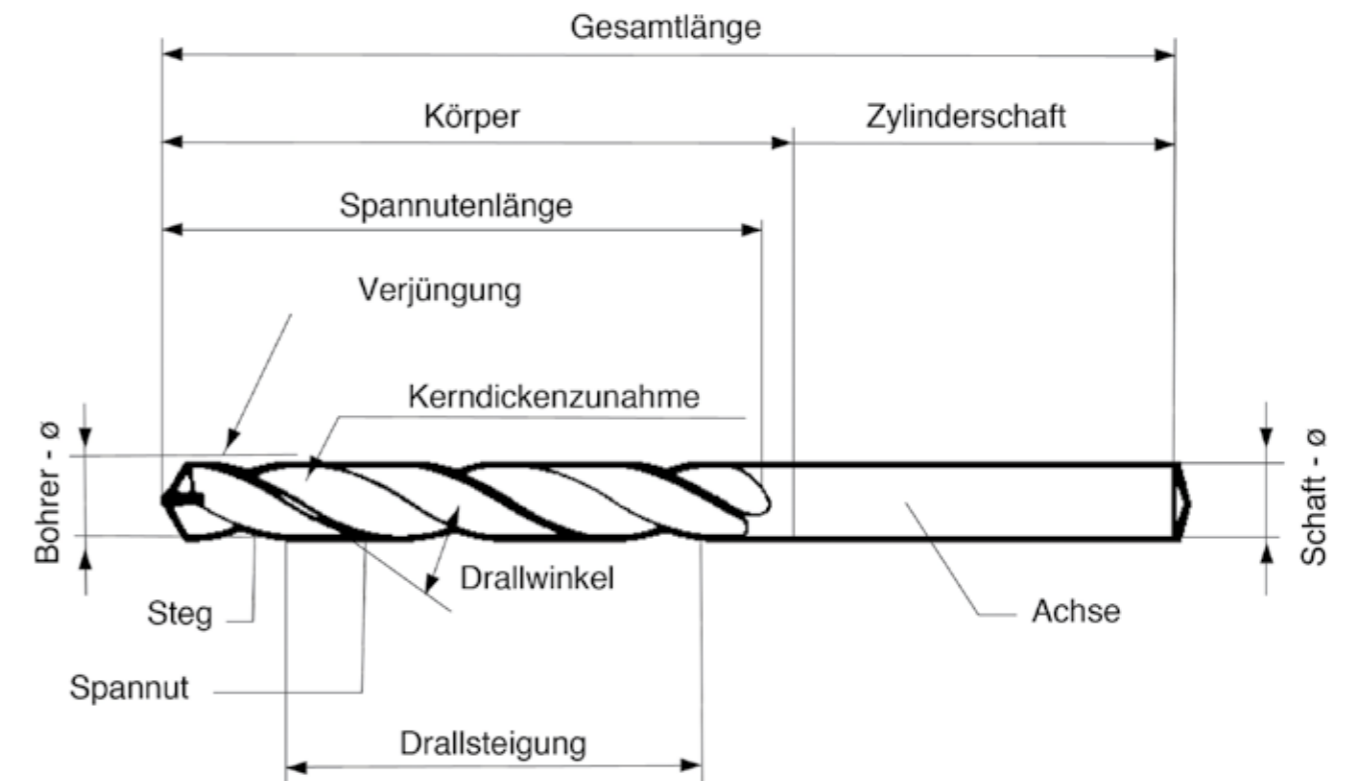 Gesamtlänge
Körper
Zylinderschaft
Spannutenlänge
Verjüngung
Kerndickenzunahme
Bohrer - ø
Schaft - ø
Drallwinkel
Steg
Achse
Spannut
Drallsteigung